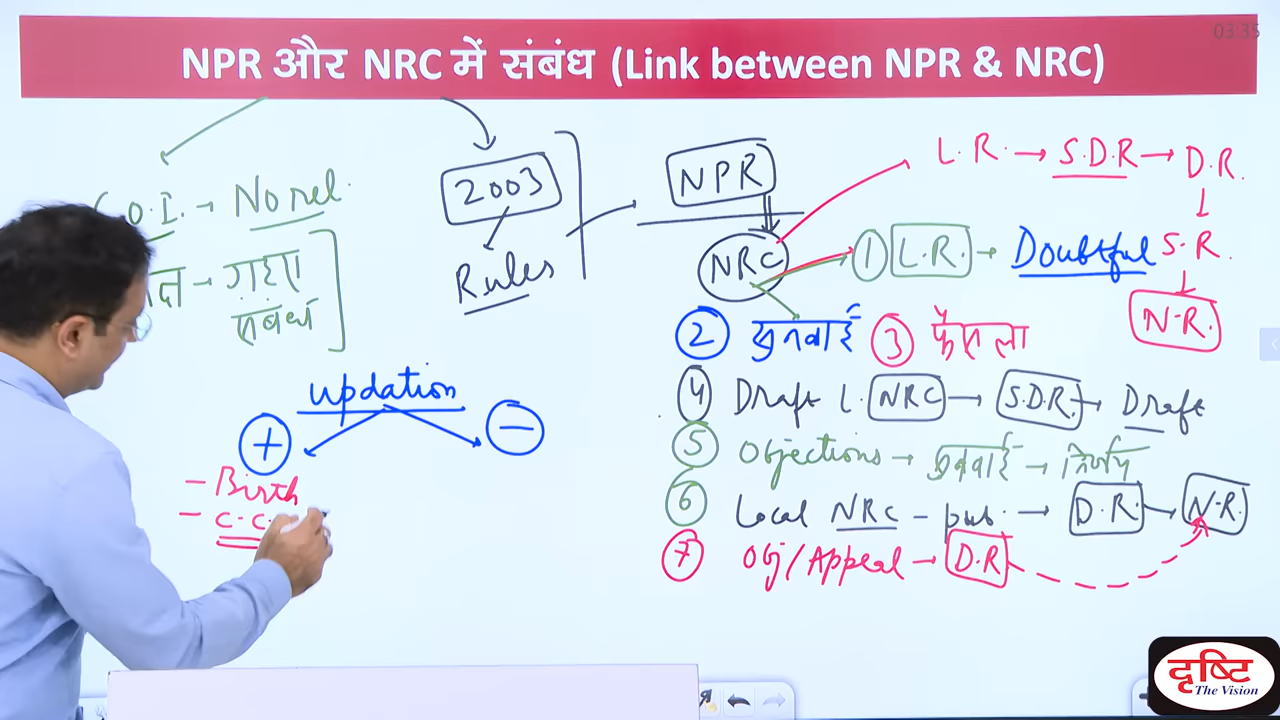 03:35
NPR और NRC में संबंध (Link between NPR & NRC)
O.I. → No rel.
→ गहरा
संबंध
2003
Rules
NPR
NRC
L.R. → S.D.R → D.R.
S.R.
N.R.
① L.R. → Doubtful
② सुनवाई ③ फैसला
④ Draft L. NRC → S.D.R. → Draft
⑤ Objections → सुनवाई → निर्णय
⑥ Local NRC - pub. → D.R. → N.R.
⑦ Obj/Appeal → D.R
updation
+ −
- Birth
- C.C.
दृष्टि
The Vision